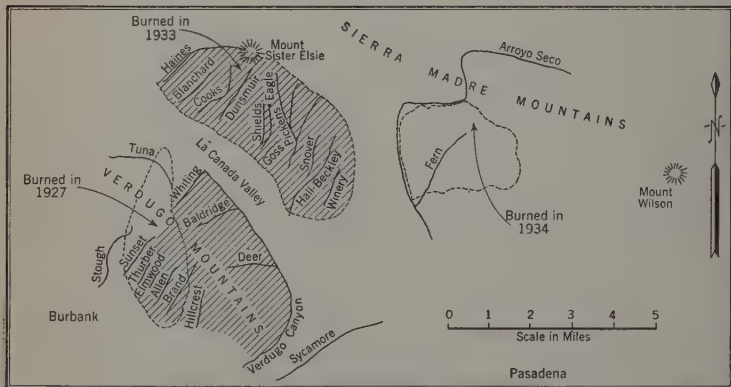 Burned in
1933
Mount
Sister Elsie
SIERRA MADRE MOUNTAINS
Arroyo Seco
Haines
Blanchard
Cooks
Dunsmuir
Shields
Eagle
Goss
Pickens
Snover
Hall-Beckley
Winery
La Canada Valley
Fern
Burned in
1934
N
Mount
Wilson
Tuna
Burned in
1927
VERDUGO MOUNTAINS
Whiting
Baldridge
Deer
Stough
Sunset
Thurber
Elmwood
Allen
Brand
Hillcrest
Burbank
Verdugo Canyon
Sycamore
0 1 2 3 4 5
Scale in Miles
Pasadena